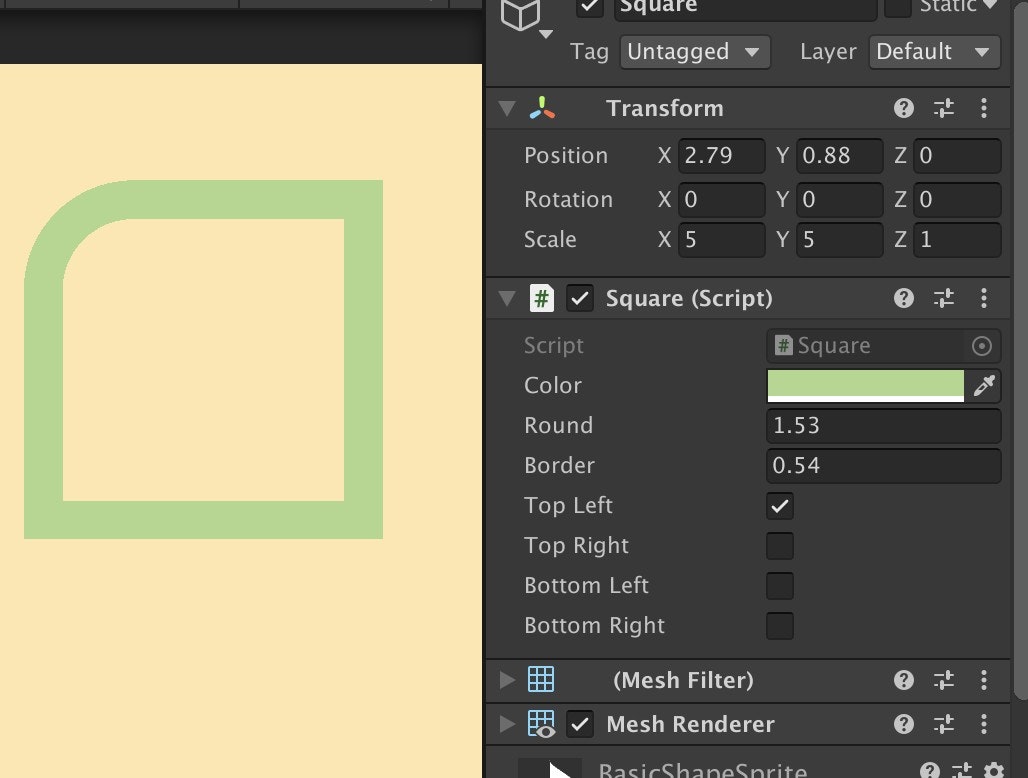 Square Static
Tag Untagged Layer Default
Transform
Position X 2.79 Y 0.88 Z 0
Rotation X 0 Y 0 Z 0
Scale X 5 Y 5 Z 1
# Square (Script)
Script # Square
Color
Round 1.53
Border 0.54
Top Left
Top Right
Bottom Left
Bottom Right
(Mesh Filter)
Mesh Renderer
BasicShapeSprite